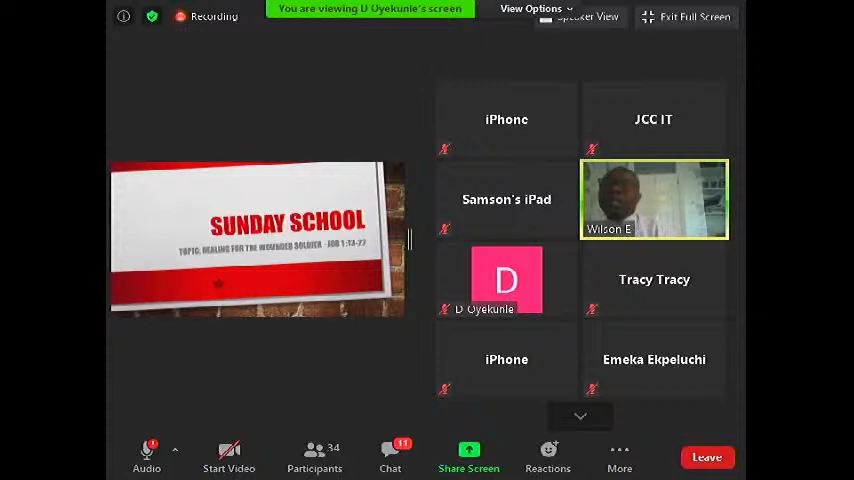 Recording
You are viewing D Oyekunle's screen
View Options
Speaker View
Exit Full Screen
iPhone
JCC IT
SUNDAY SCHOOL
TOPIC: HEALING FOR THE WOUNDED SOLDIER - JOB 1:13-22
Samson's iPad
Wilson E
D
D Oyekunle
Tracy Tracy
iPhone
Emeka Ekpeluchi
Audio
Start Video
34
Participants
11
Chat
Share Screen
Reactions
More
Leave